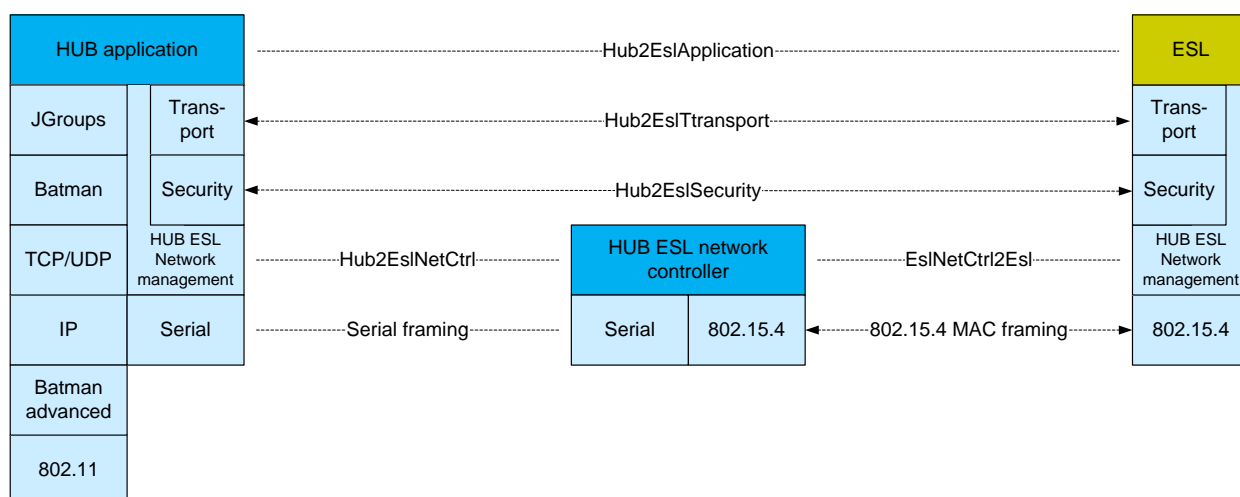 HUB application
Hub2EslApplication
ESL
JGroups
Trans-
port
Hub2EslTtransport
Trans-
port
Batman
Security
Hub2EslSecurity
Security
TCP/UDP
HUB ESL
Network
management
Hub2EslNetCtrl
HUB ESL network
controller
EslNetCtrl2Esl
HUB ESL
Network
management
IP
Serial
Serial framing
Serial
802.15.4
802.15.4 MAC framing
802.15.4
Batman
advanced
802.11